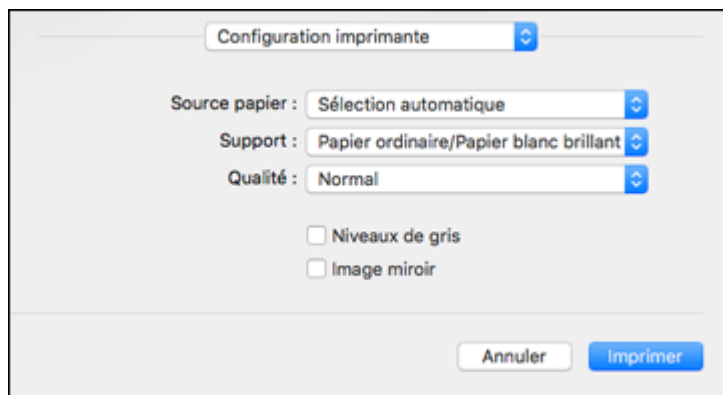 Configuration imprimante
Source papier : Sélection automatique
Support : Papier ordinaire/Papier blanc brillant
Qualité : Normal
Niveaux de gris
Image miroir
Annuler Imprimer